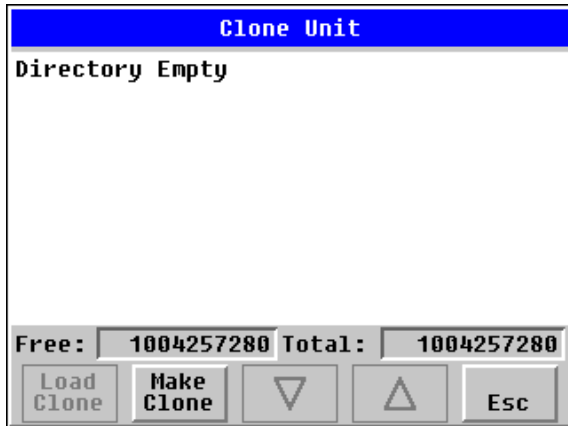 Clone Unit
Directory Empty
Free: 1004257280 Total: 1004257280
Load Clone Make Clone Esc